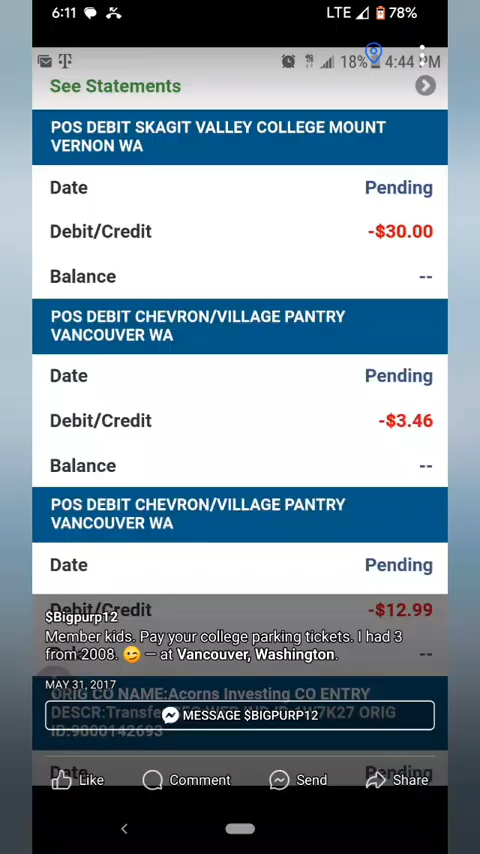 6:11
LTE 78%
18% 4:44 PM
See Statements
POS DEBIT SKAGIT VALLEY COLLEGE MOUNT
VERNON WA
Date Pending
Debit/Credit -$30.00
Balance --
POS DEBIT CHEVRON/VILLAGE PANTRY
VANCOUVER WA
Date Pending
Debit/Credit -$3.46
Balance --
POS DEBIT CHEVRON/VILLAGE PANTRY
VANCOUVER WA
Date Pending
Debit/Credit -$12.99
$Bigpurp12
Member kids. Pay your college parking tickets. I had 3
from 2008. 😉 — at Vancouver, Washington.
--
MAY 31, 2017
ORIG CO NAME:Acorns Investing CO ENTRY
DESCR:Transfer
MESSAGE $BIGPURP12
ID:9000142693
Date Pending
Like Comment Send Share